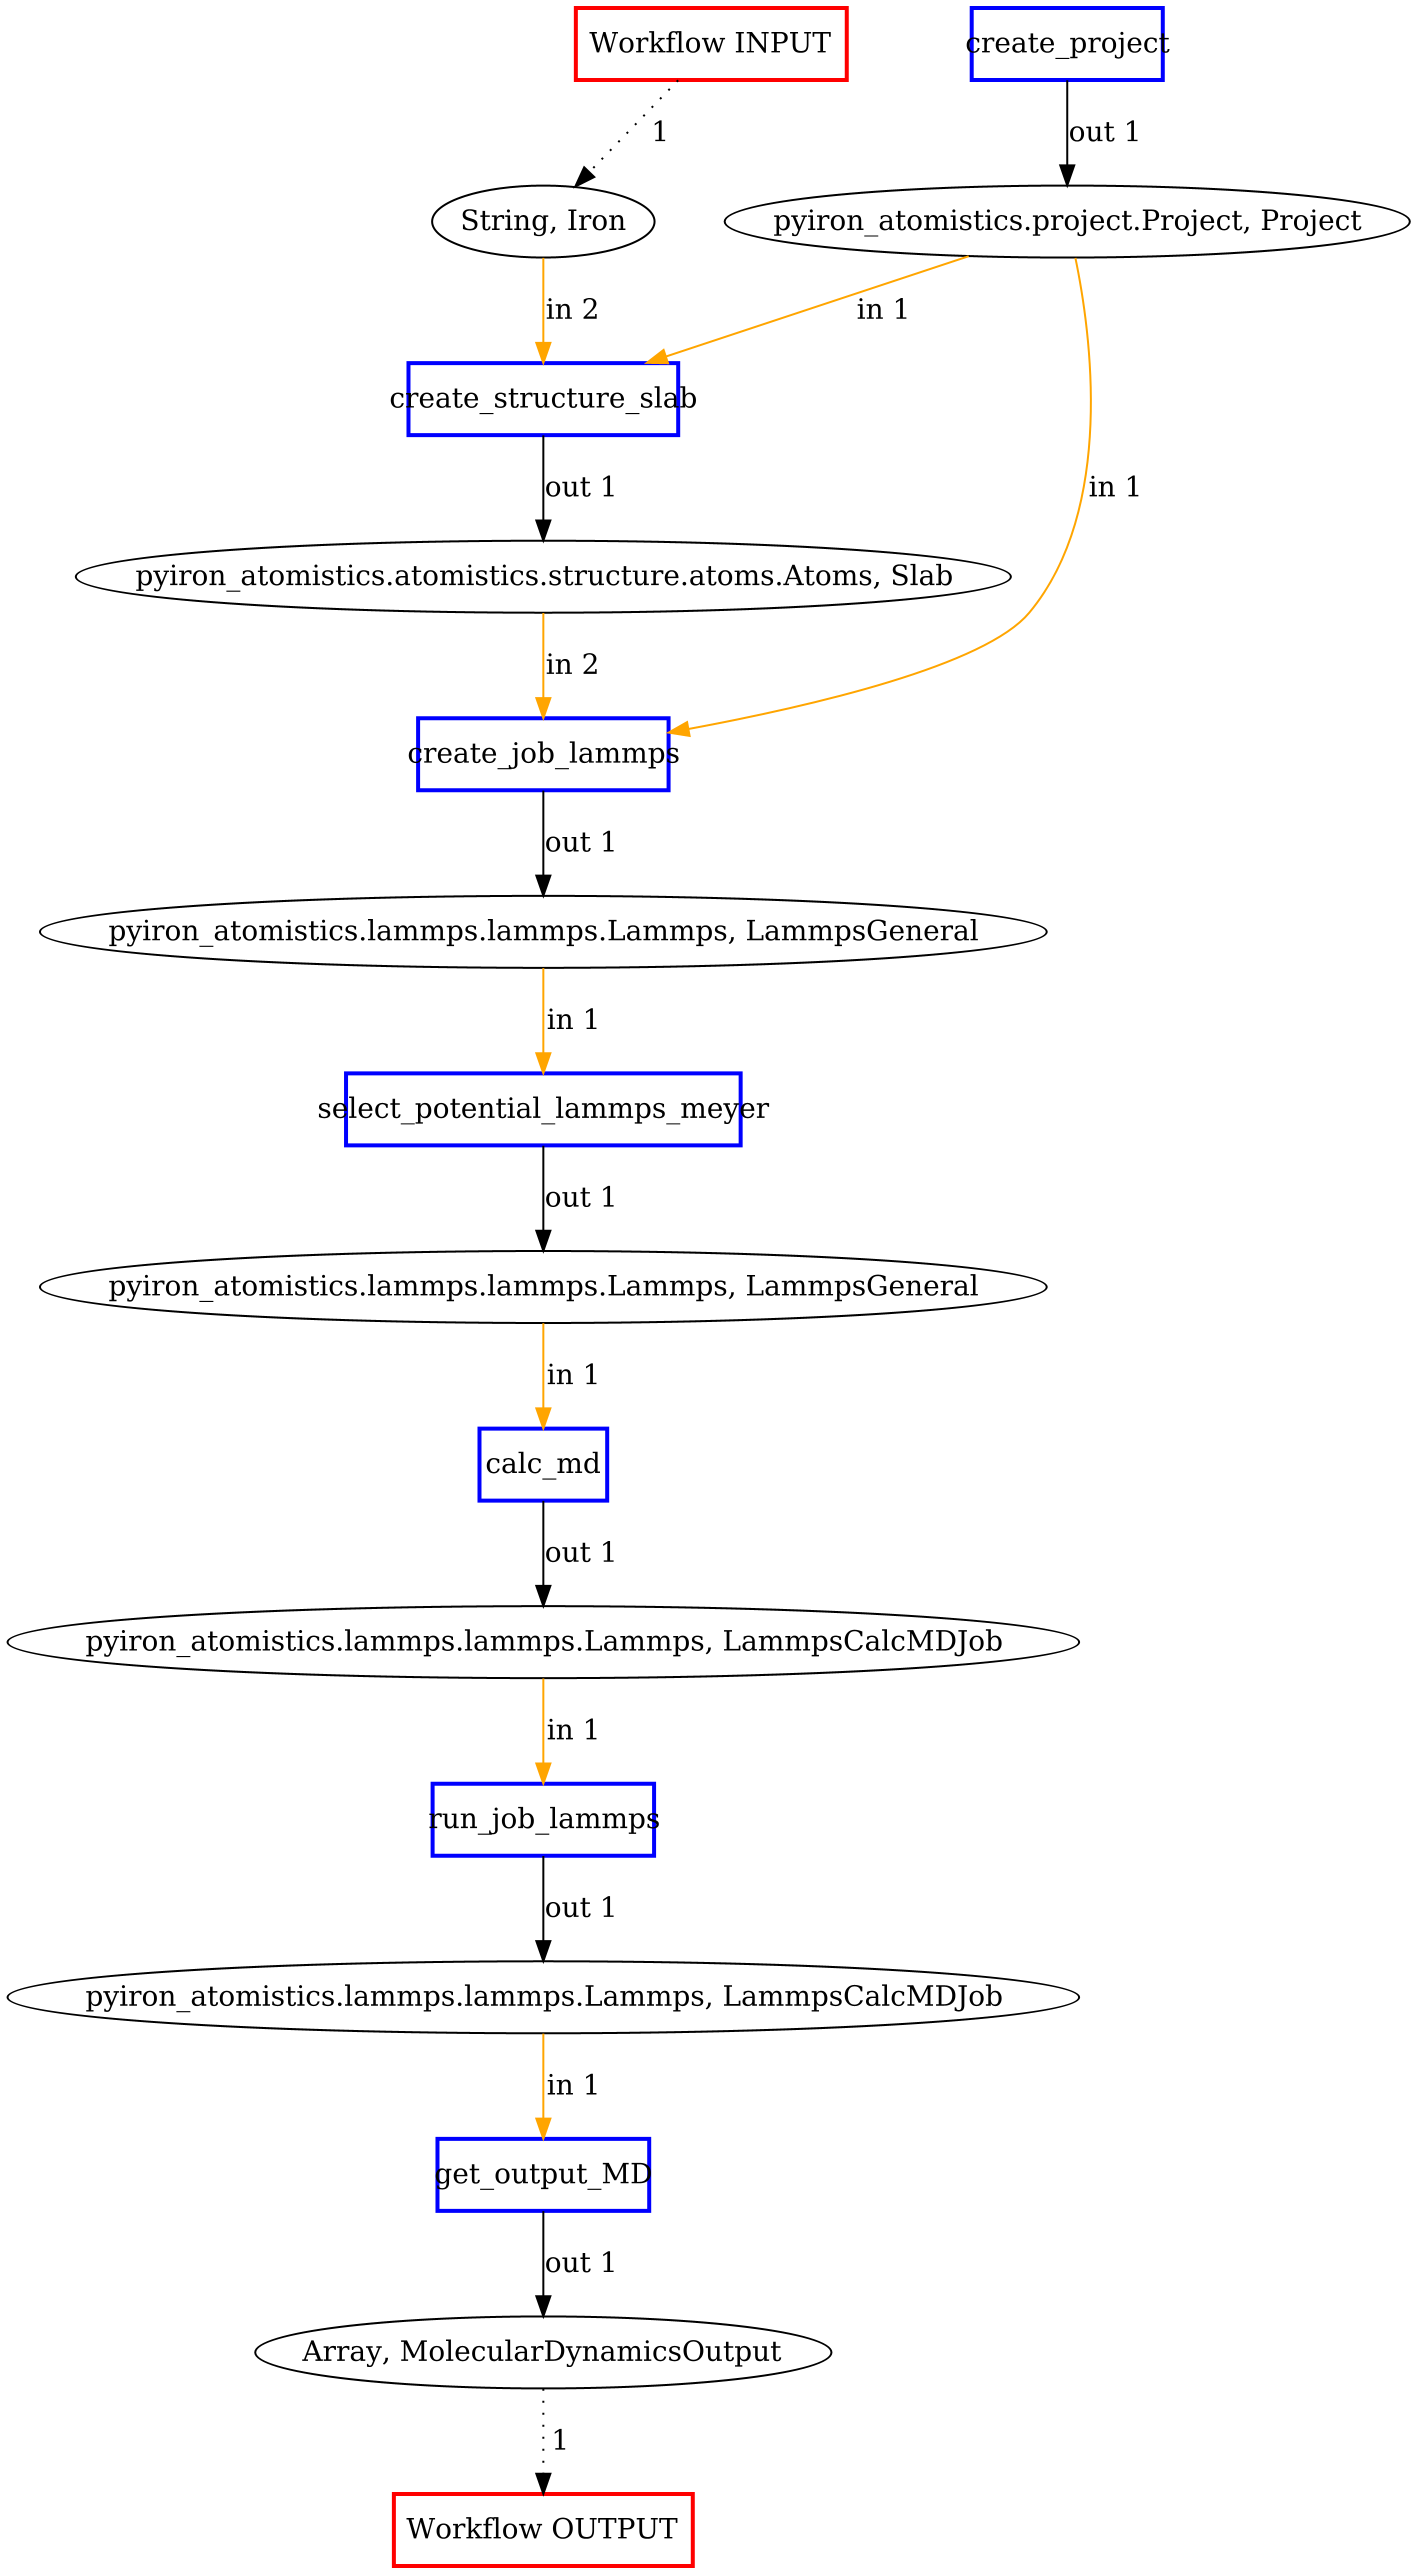 Workflow INPUT
create_project
1
out 1
String, Iron
pyiron_atomistics.project.Project, Project
in 2
in 1
create_structure_slab
out 1
in 1
pyiron_atomistics.atomistics.structure.atoms.Atoms, Slab
in 2
create_job_lammps
out 1
pyiron_atomistics.lammps.lammps.Lammps, LammpsGeneral
in 1
select_potential_lammps_meyer
out 1
pyiron_atomistics.lammps.lammps.Lammps, LammpsGeneral
in 1
calc_md
out 1
pyiron_atomistics.lammps.lammps.Lammps, LammpsCalcMDJob
in 1
run_job_lammps
out 1
pyiron_atomistics.lammps.lammps.Lammps, LammpsCalcMDJob
in 1
get_output_MD
out 1
Array, MolecularDynamicsOutput
1
Workflow OUTPUT